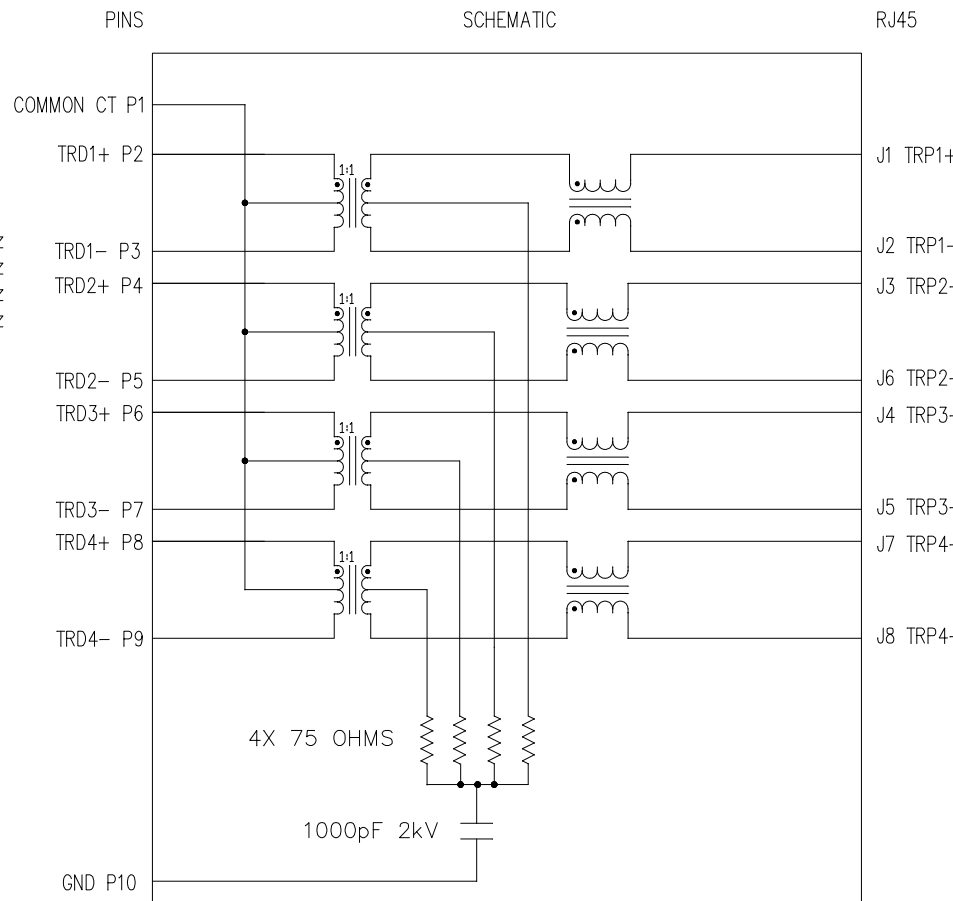 PINS SCHEMATIC RJ45
COMMON CT P1
TRD1+ P2 1:1 J1 TRP1+
TRD1- P3 J2 TRP1-
Z
Z
Z
Z
TRD2+ P4 1:1 J3 TRP2-
TRD2- P5 J6 TRP2-
TRD3+ P6 1:1 J4 TRP3-
TRD3- P7 J5 TRP3-
TRD4+ P8 1:1 J7 TRP4-
TRD4- P9 J8 TRP4-
4X 75 OHMS
1000pF 2kV
GND P10